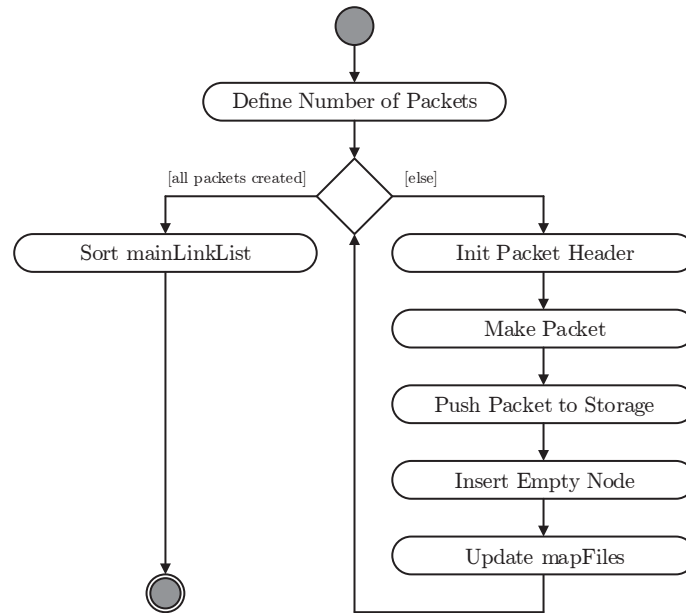 Define Number of Packets
[all packets created]
[else]
Sort mainLinkList
Init Packet Header
Make Packet
Push Packet to Storage
Insert Empty Node
Update mapFiles